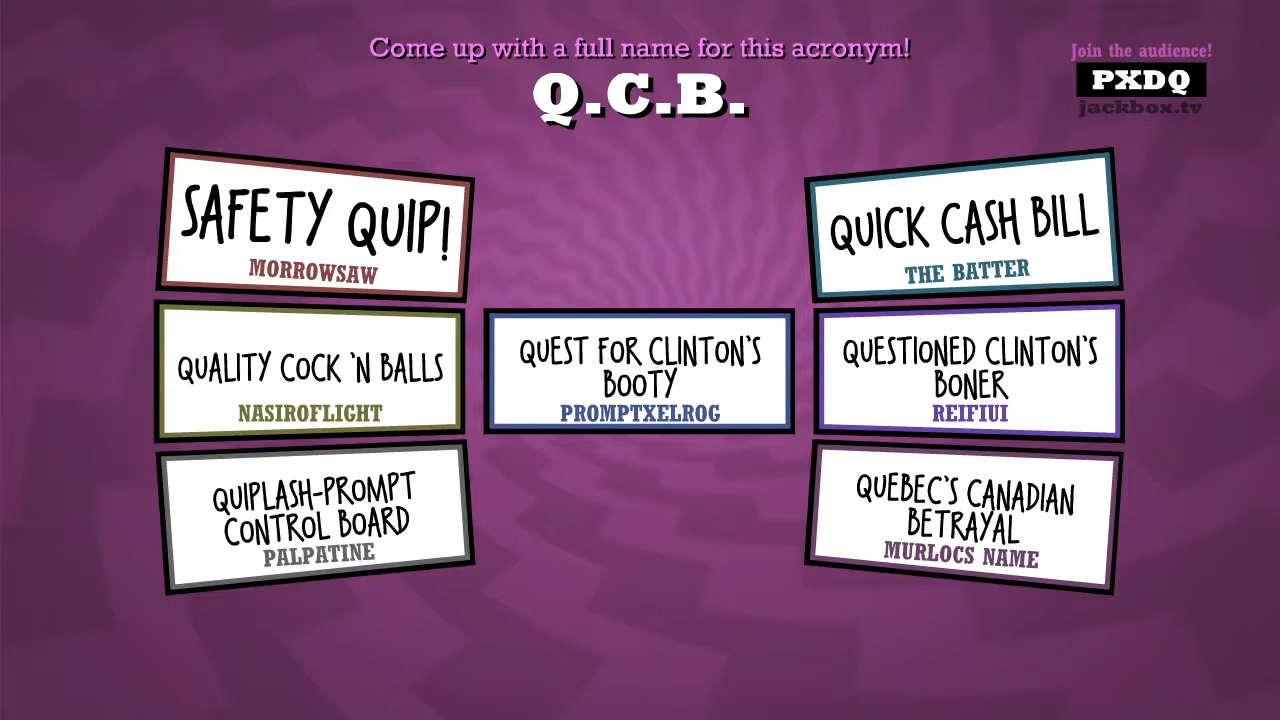 Come up with a full name for this acronym!
Q.C.B.
Join the audience!
PXDQ
jackbox.tv
SAFETY QUIP!
MORROWSAW
QUICK CASH BILL
THE BATTER
QUALITY COCK 'N BALLS
NASIROFLIGHT
QUEST FOR CLINTON'S
BOOTY
PROMPTXELROG
QUESTIONED CLINTON'S
BONER
REIFIUI
QUIPLASH-PROMPT
CONTROL BOARD
PALPATINE
QUEBEC'S CANADIAN
BETRAYAL
MURLOCS NAME